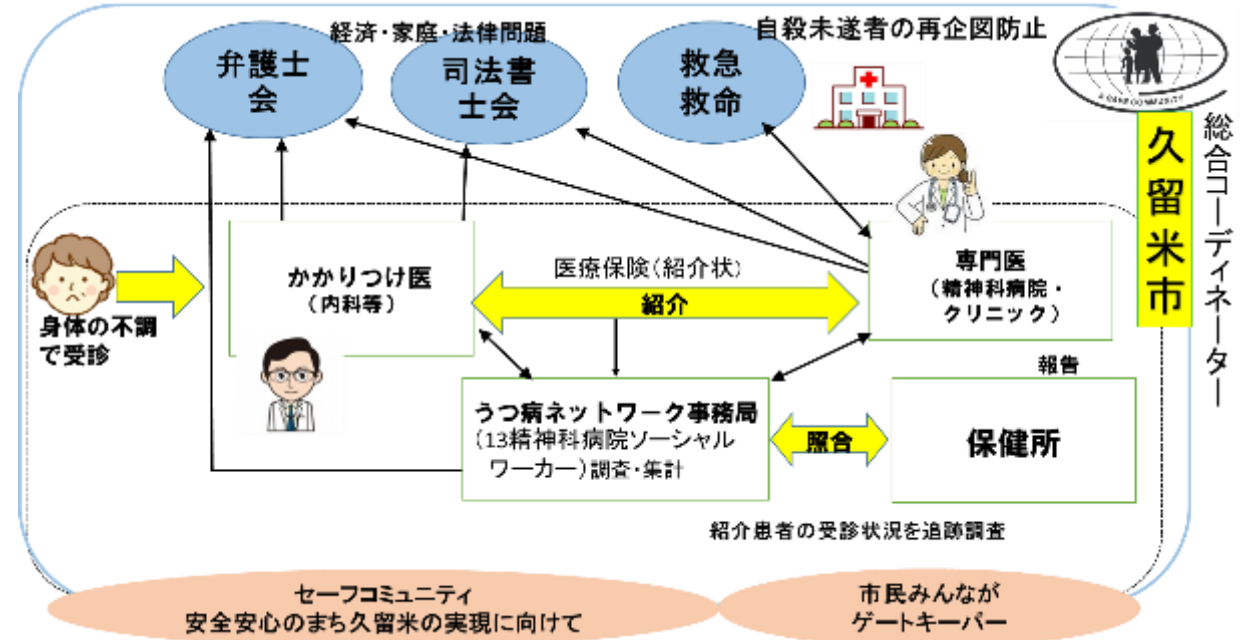 経済・家庭・法律問題
自殺未遂者の再企図防止
弁護士
会
司法書
士会
救急
救命
A SAFE COMMUNITY
久留米市
総合コーディネーター
身体の不調
で受診
かかりつけ医
（内科等）
医療保険（紹介状）
紹介
専門医
（精神科病院・
クリニック）
報告
うつ病ネットワーク事務局
（13精神科病院ソーシャル
ワーカー）調査・集計
照合
保健所
紹介患者の受診状況を追跡調査
セーフコミュニティ
安全安心のまち久留米の実現に向けて
市民みんなが
ゲートキーパー